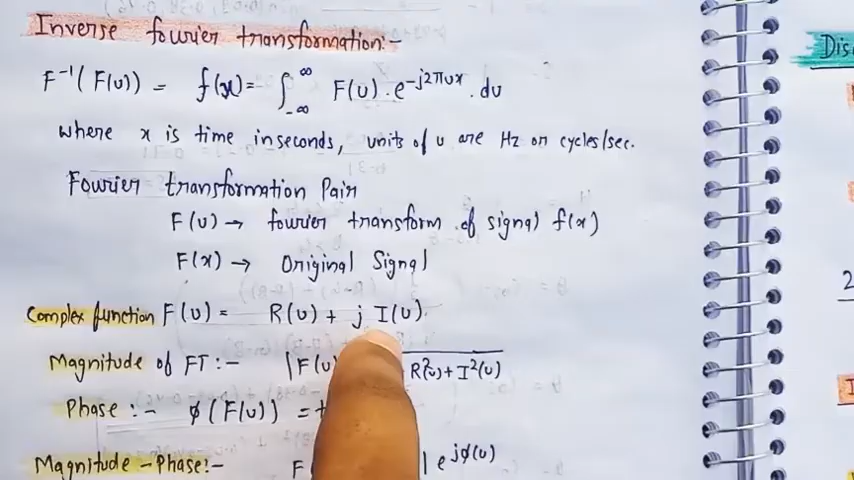 Inverse fourier transformation:-
F⁻¹(F(u)) = f(x) = ∫_{-∞}^{∞} F(u) . e^{-j2πux} . du
where x is time in seconds, units of u are Hz or cycles/sec.
Fourier transformation Pair
F(u) → fourier transform of signal f(x)
F(x) → Original Signal
Complex function F(u) = R(u) + j I(u).
Magnitude of FT :- |F(u) R²(u) + I²(u)
Phase :- φ(F(u)) =
Magnitude - Phase:- F | e^{jφ(u)}
Dis
2
I